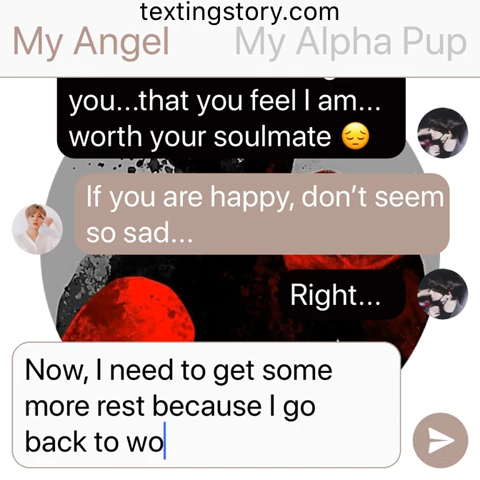 textingstory.com
My Angel
My Alpha Pup
you...that you feel I am...
worth your soulmate 😔
If you are happy, don't seem
so sad...
Right...
Now, I need to get some
more rest because I go
back to wo